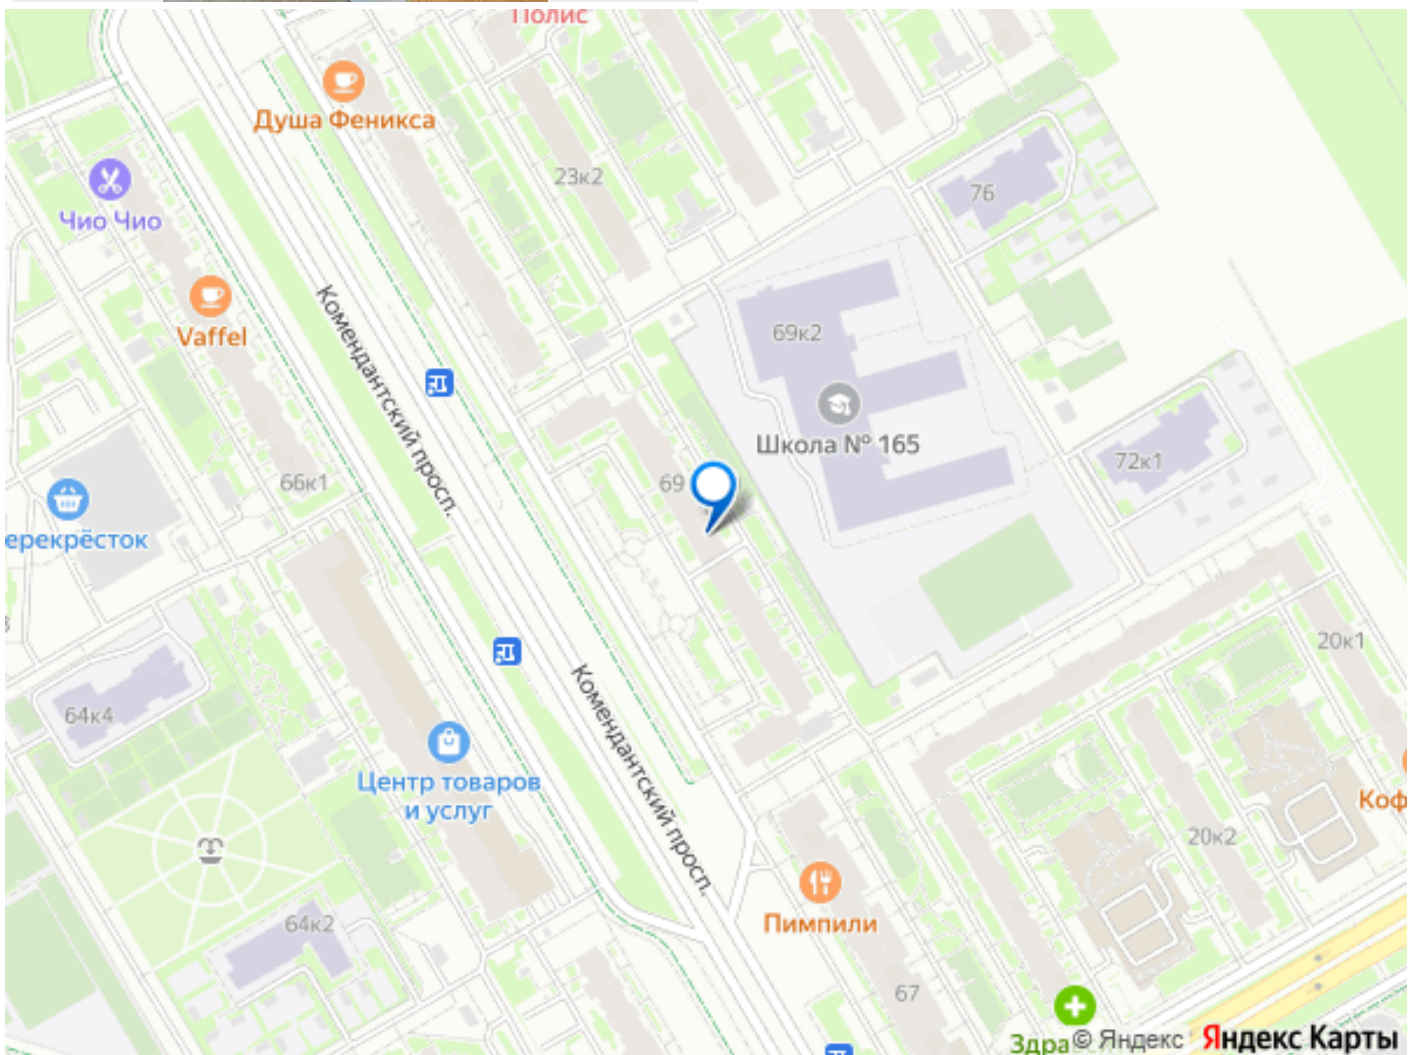 Полис
Душа Феникса
23к2
76
Чио Чио
Vaffel
69к2
Комендантский просп.
Школа № 165
72к1
66к1
69
ерекрёсток
20к1
64к4
Комендантский просп.
Центр товаров
и услуг
Коф
20к2
Пимпили
64к2
67
Здра
© Яндекс
Яндекс Карты